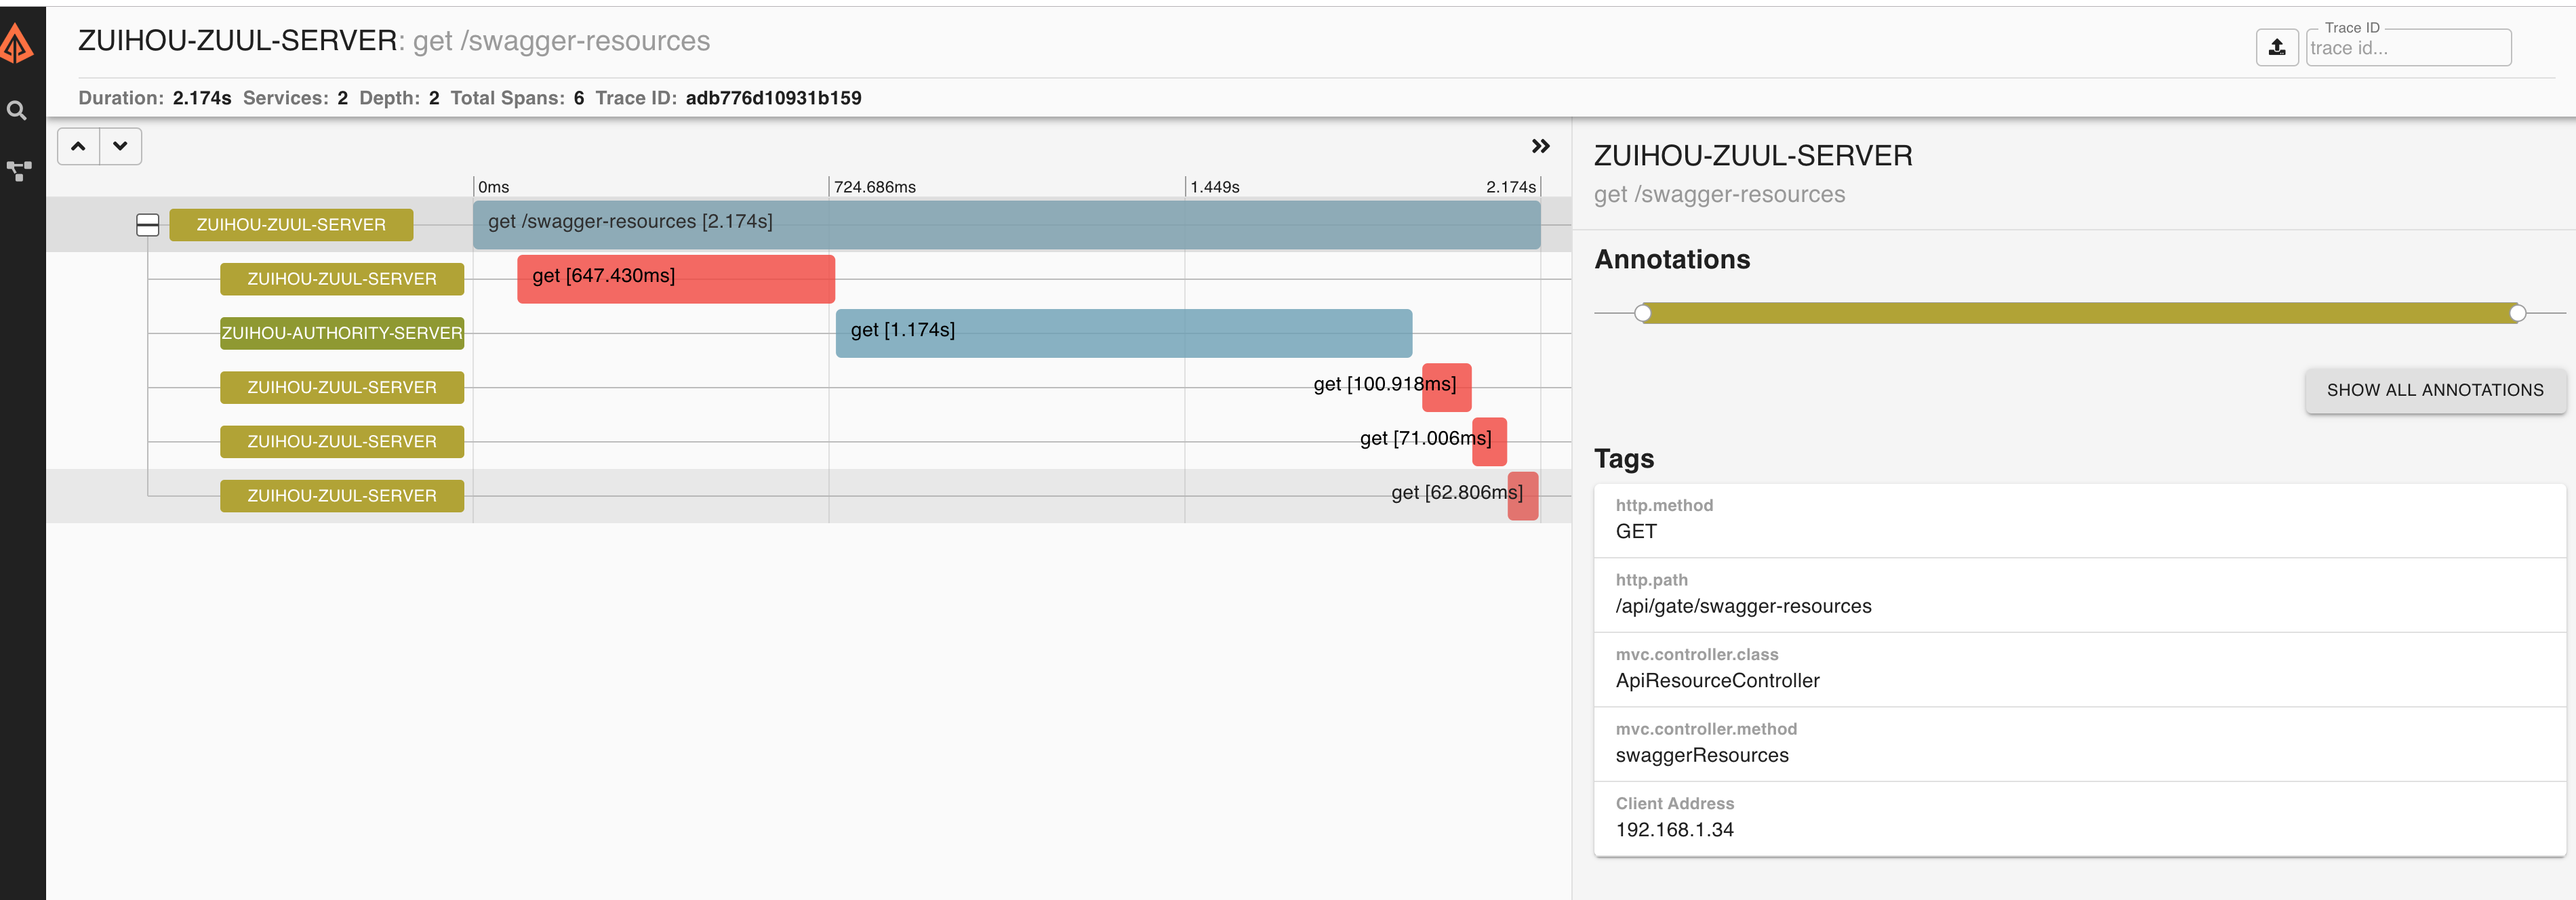 ZUIHOU-ZUUL-SERVER: get /swagger-resources
Trace ID
trace id...
Duration: 2.174s Services: 2 Depth: 2 Total Spans: 6 Trace ID: adb776d10931b159
0ms 724.686ms 1.449s 2.174s
ZUIHOU-ZUUL-SERVER get /swagger-resources [2.174s]
ZUIHOU-ZUUL-SERVER get [647.430ms]
ZUIHOU-AUTHORITY-SERVER get [1.174s]
ZUIHOU-ZUUL-SERVER get [100.918ms]
ZUIHOU-ZUUL-SERVER get [71.006ms]
ZUIHOU-ZUUL-SERVER get [62.806ms]
ZUIHOU-ZUUL-SERVER
get /swagger-resources
Annotations
SHOW ALL ANNOTATIONS
Tags
http.method
GET
http.path
/api/gate/swagger-resources
mvc.controller.class
ApiResourceController
mvc.controller.method
swaggerResources
Client Address
192.168.1.34